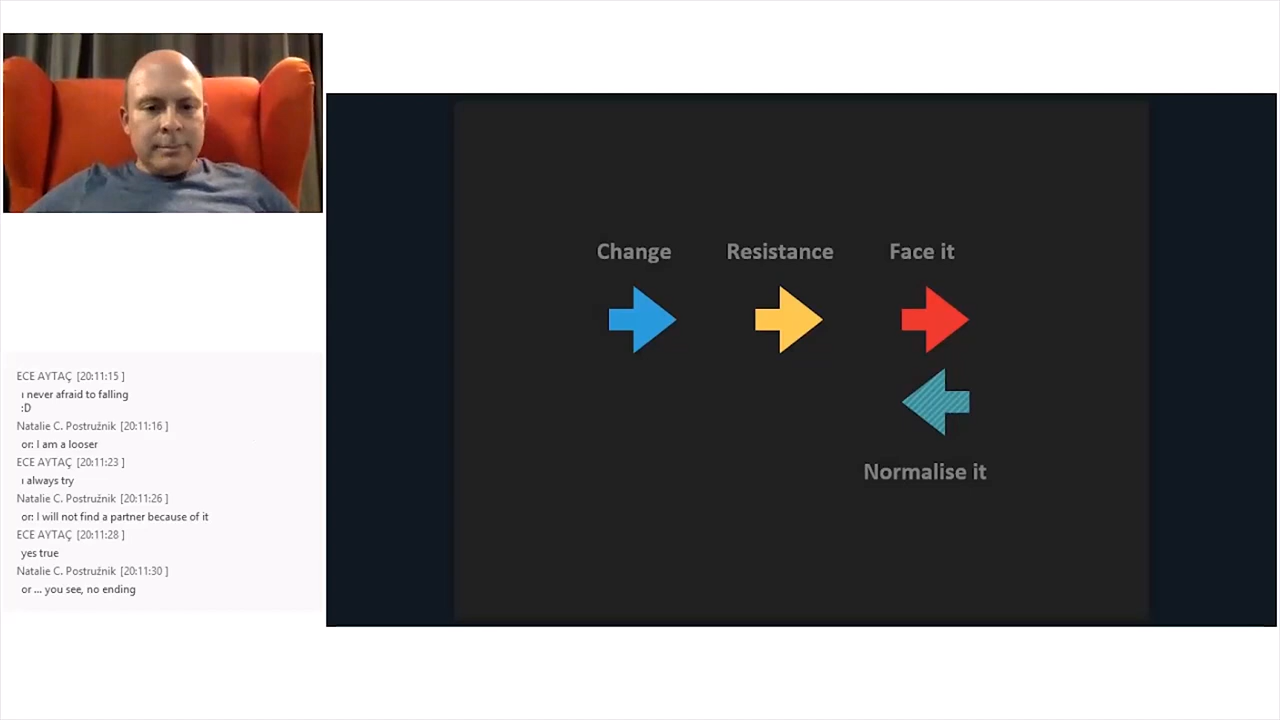 Change
Resistance
Face it
Normalise it
ECE AYTAÇ [20:11:15 ]
ı never afraid to falling
:D
Natalie C. Postružnik [20:11:16 ]
or: I am a looser
ECE AYTAÇ [20:11:23 ]
ı always try
Natalie C. Postružnik [20:11:26 ]
or: I will not find a partner because of it
ECE AYTAÇ [20:11:28 ]
yes true
Natalie C. Postružnik [20:11:30 ]
or ... you see, no ending